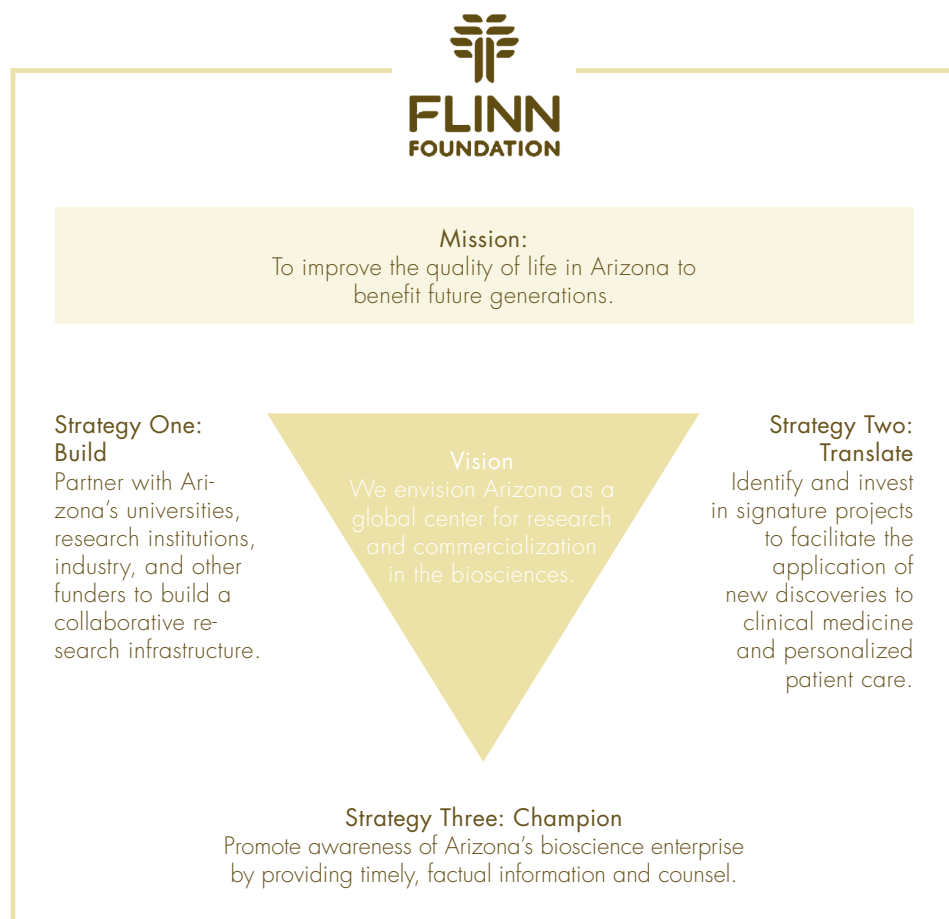 FLINN
FOUNDATION
Mission:
To improve the quality of life in Arizona to
benefit future generations.
Strategy One:
Build
Partner with Ari-
zona’s universities,
research institutions,
industry, and other
funders to build a
collaborative re-
search infrastructure.
Vision
We envision Arizona as a
global center for research
and commercialization
in the biosciences.
Strategy Two:
Translate
Identify and invest
in signature projects
to facilitate the
application of
new discoveries to
clinical medicine
and personalized
patient care.
Strategy Three: Champion
Promote awareness of Arizona’s bioscience enterprise
by providing timely, factual information and counsel.